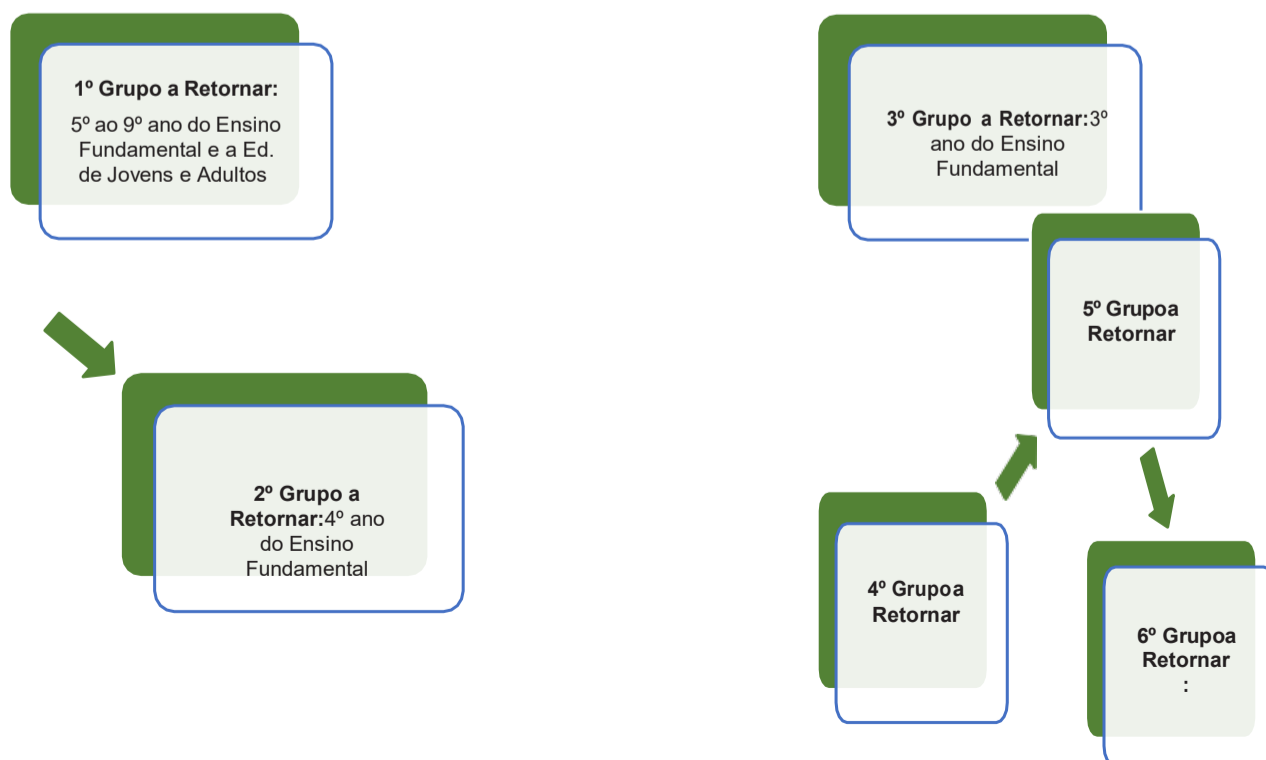 1º Grupo a Retornar:
5º ao 9º ano do Ensino
Fundamental e a Ed.
de Jovens e Adultos
2º Grupo a
Retornar:4º ano
do Ensino
Fundamental
3º Grupo a Retornar:3º
ano do Ensino
Fundamental
4º Grupoa
Retornar
5º Grupoa
Retornar
6º Grupoa
Retornar
: